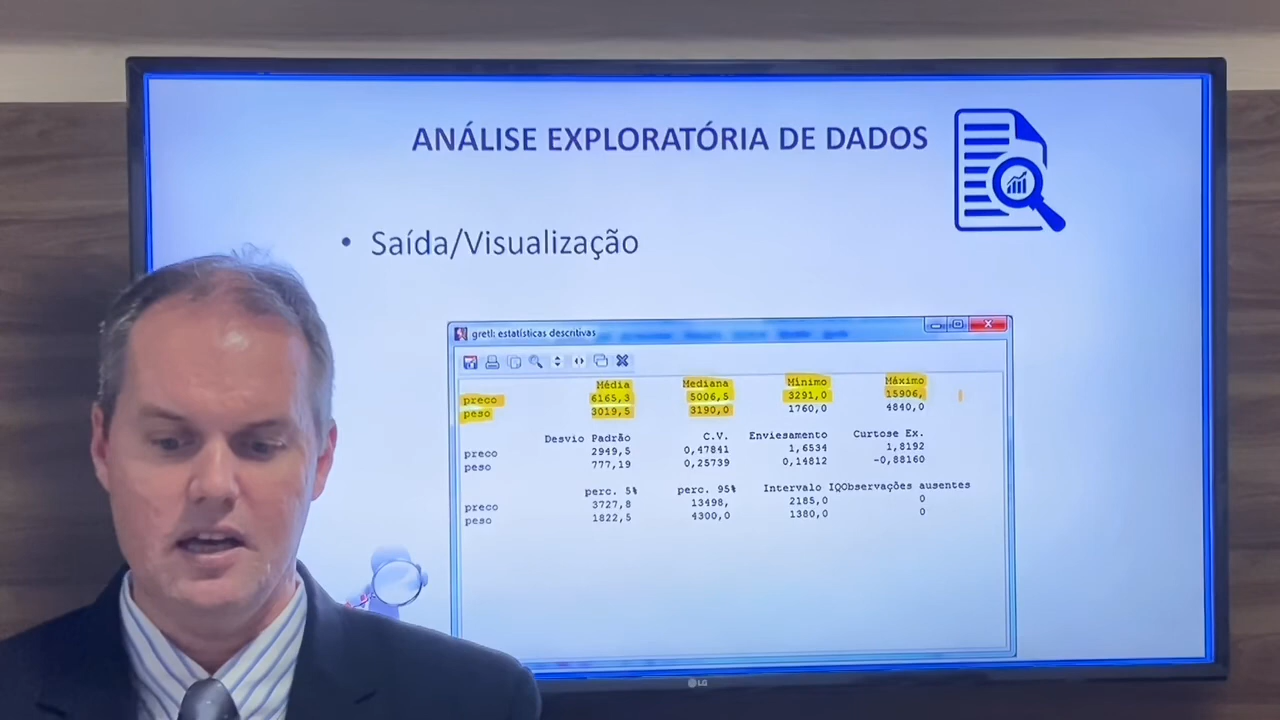 ANÁLISE EXPLORATÓRIA DE DADOS
• Saída/Visualização
gretl: estatísticas descritivas
Média Mediana Mínimo Máximo
preco 6165,3 5006,5 3291,0 15906,
peso 3019,5 3190,0 1760,0 4840,0
Desvio Padrão C.V. Enviesamento Curtose Ex.
preco 2949,5 0,47841 1,6534 1,8192
peso 777,19 0,25739 0,14812 -0,88160
perc. 5% perc. 95% Intervalo IQObservações ausentes
preco 3727,8 13498, 2185,0 0
peso 1822,5 4300,0 1380,0 0
LG